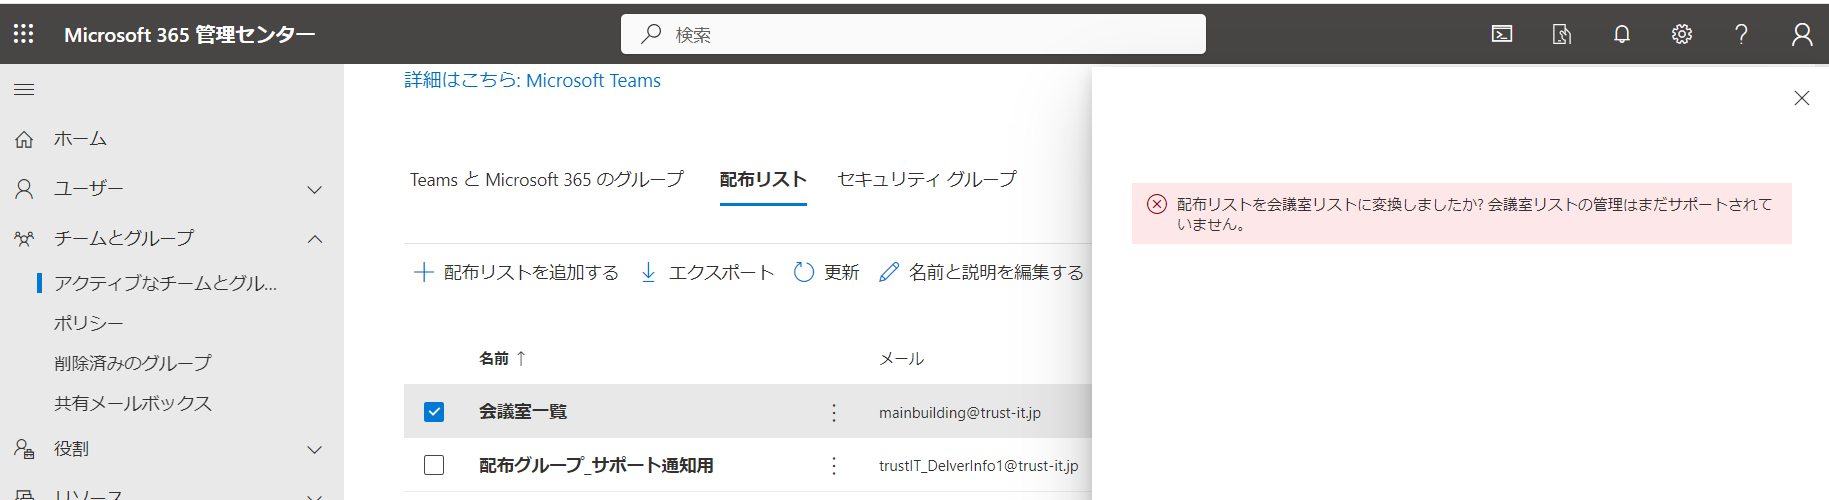 Microsoft 365 管理センター
検索
詳細はこちら: Microsoft Teams
ホーム
ユーザー
チームとグループ
アクティブなチームとグル...
ポリシー
削除済みのグループ
共有メールボックス
役割
リソース
Teams と Microsoft 365 のグループ
配布リスト
セキュリティ グループ
配布リストを追加する
エクスポート
更新
名前と説明を編集する
名前 ↑
メール
会議室一覧
mainbuilding@trust-it.jp
配布グループ_サポート通知用
trustIT_DelverInfo1@trust-it.jp
配布リストを会議室リストに変換しましたか? 会議室リストの管理はまだサポートされて
いません。